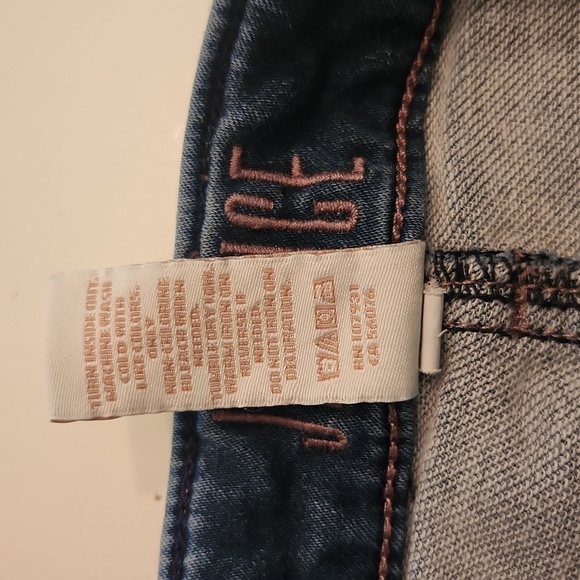 J
ICE
TURN INSIDE OUT.
MACHINE WASH
COLD WITH
LIKE COLORS.
ONLY
NON-CHLORINE
BLEACH WHEN
NEEDED.
TUMBLE DRY LOW.
WARM IRON ON
REVERSE IF
NEEDED.
DO NOT IRON ON
DECORATION.
RN 107931
CA 56076